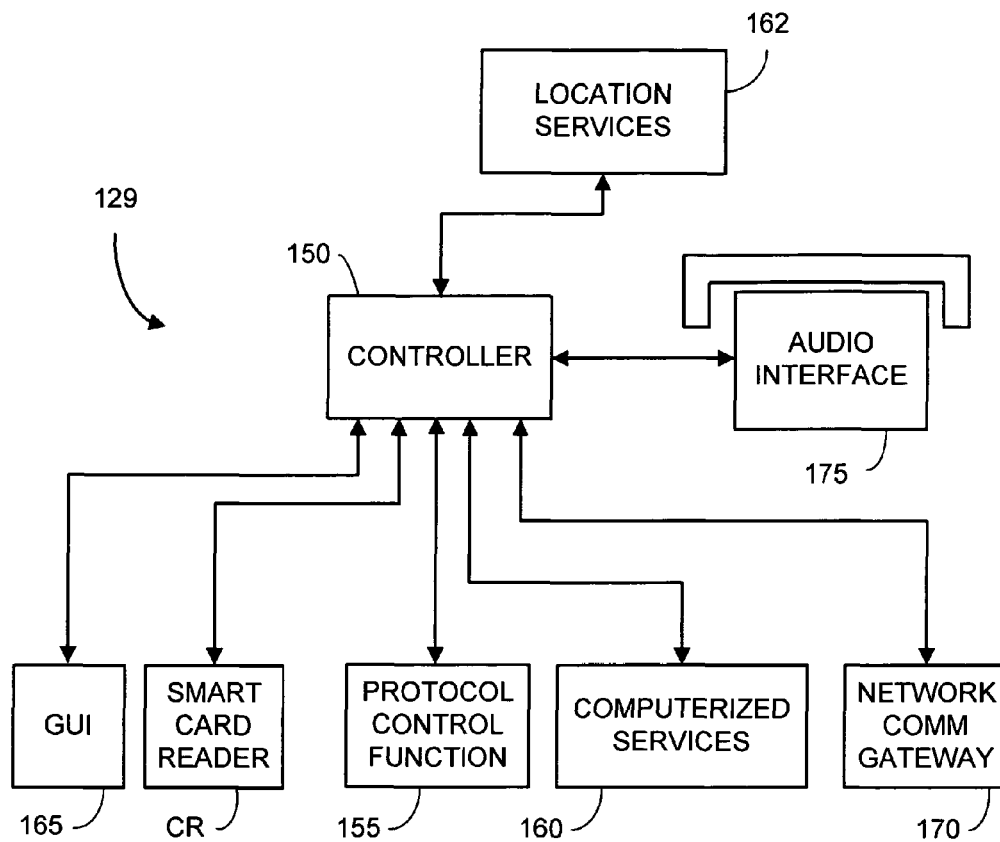 162
LOCATION
SERVICES
129
150
CONTROLLER
AUDIO
INTERFACE
175
GUI
SMART
CARD
READER
PROTOCOL
CONTROL
FUNCTION
COMPUTERIZED
SERVICES
NETWORK
COMM
GATEWAY
165
CR
155
160
170